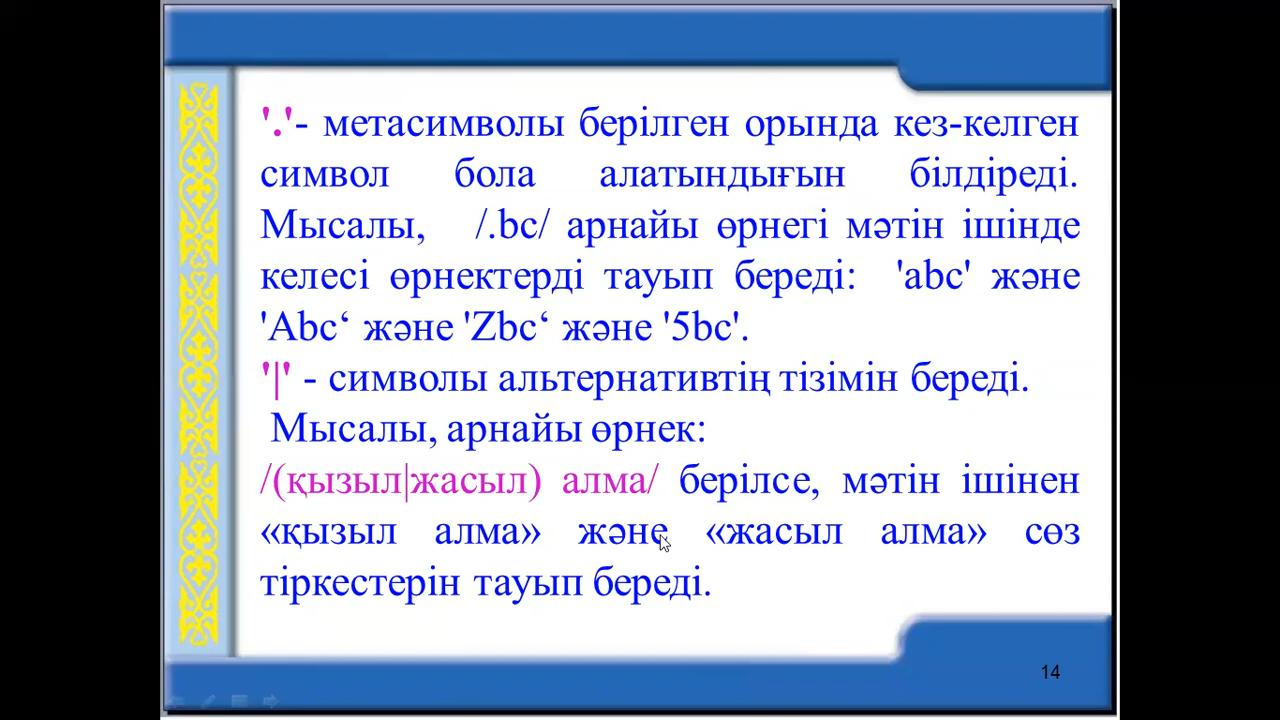 '.'- метасимволы берілген орында кез-келген
символ бола алатындығын білдіреді.
Мысалы, /.bc/ арнайы өрнегі мәтін ішінде
келесі өрнектерді тауып береді: 'abc' және
'Abc‘ және 'Zbc‘ және '5bc'.
'|' - символы альтернативтің тізімін береді.
Мысалы, арнайы өрнек:
/(қызыл|жасыл) алма/ берілсе, мәтін ішінен
«қызыл алма» және «жасыл алма» сөз
тіркестерін тауып береді.
14